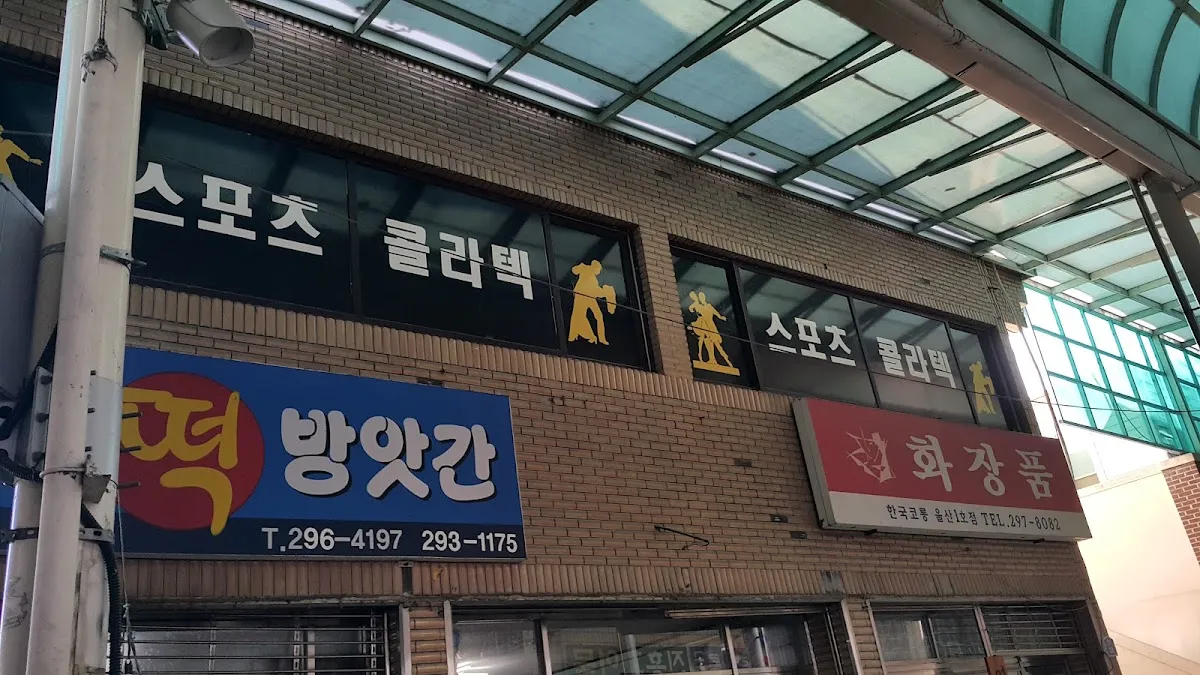 스포츠 콜라텍
스포츠 콜라텍
떡 방앗간
T.296-4197 293-1175
화장품
한국코롱 울산1호점 TEL.297-8082